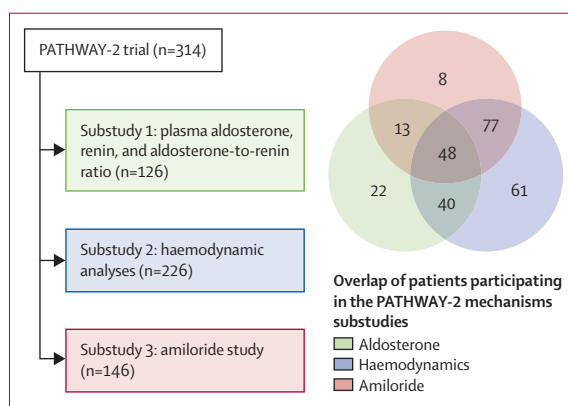 PATHWAY-2 trial (n=314)
Substudy 1: plasma aldosterone,
renin, and aldosterone-to-renin
ratio (n=126)
Substudy 2: haemodynamic
analyses (n=226)
Substudy 3: amiloride study
(n=146)
8
13
77
48
22
40
61
Overlap of patients participating
in the PATHWAY-2 mechanisms
substudies
Aldosterone
Haemodynamics
Amiloride